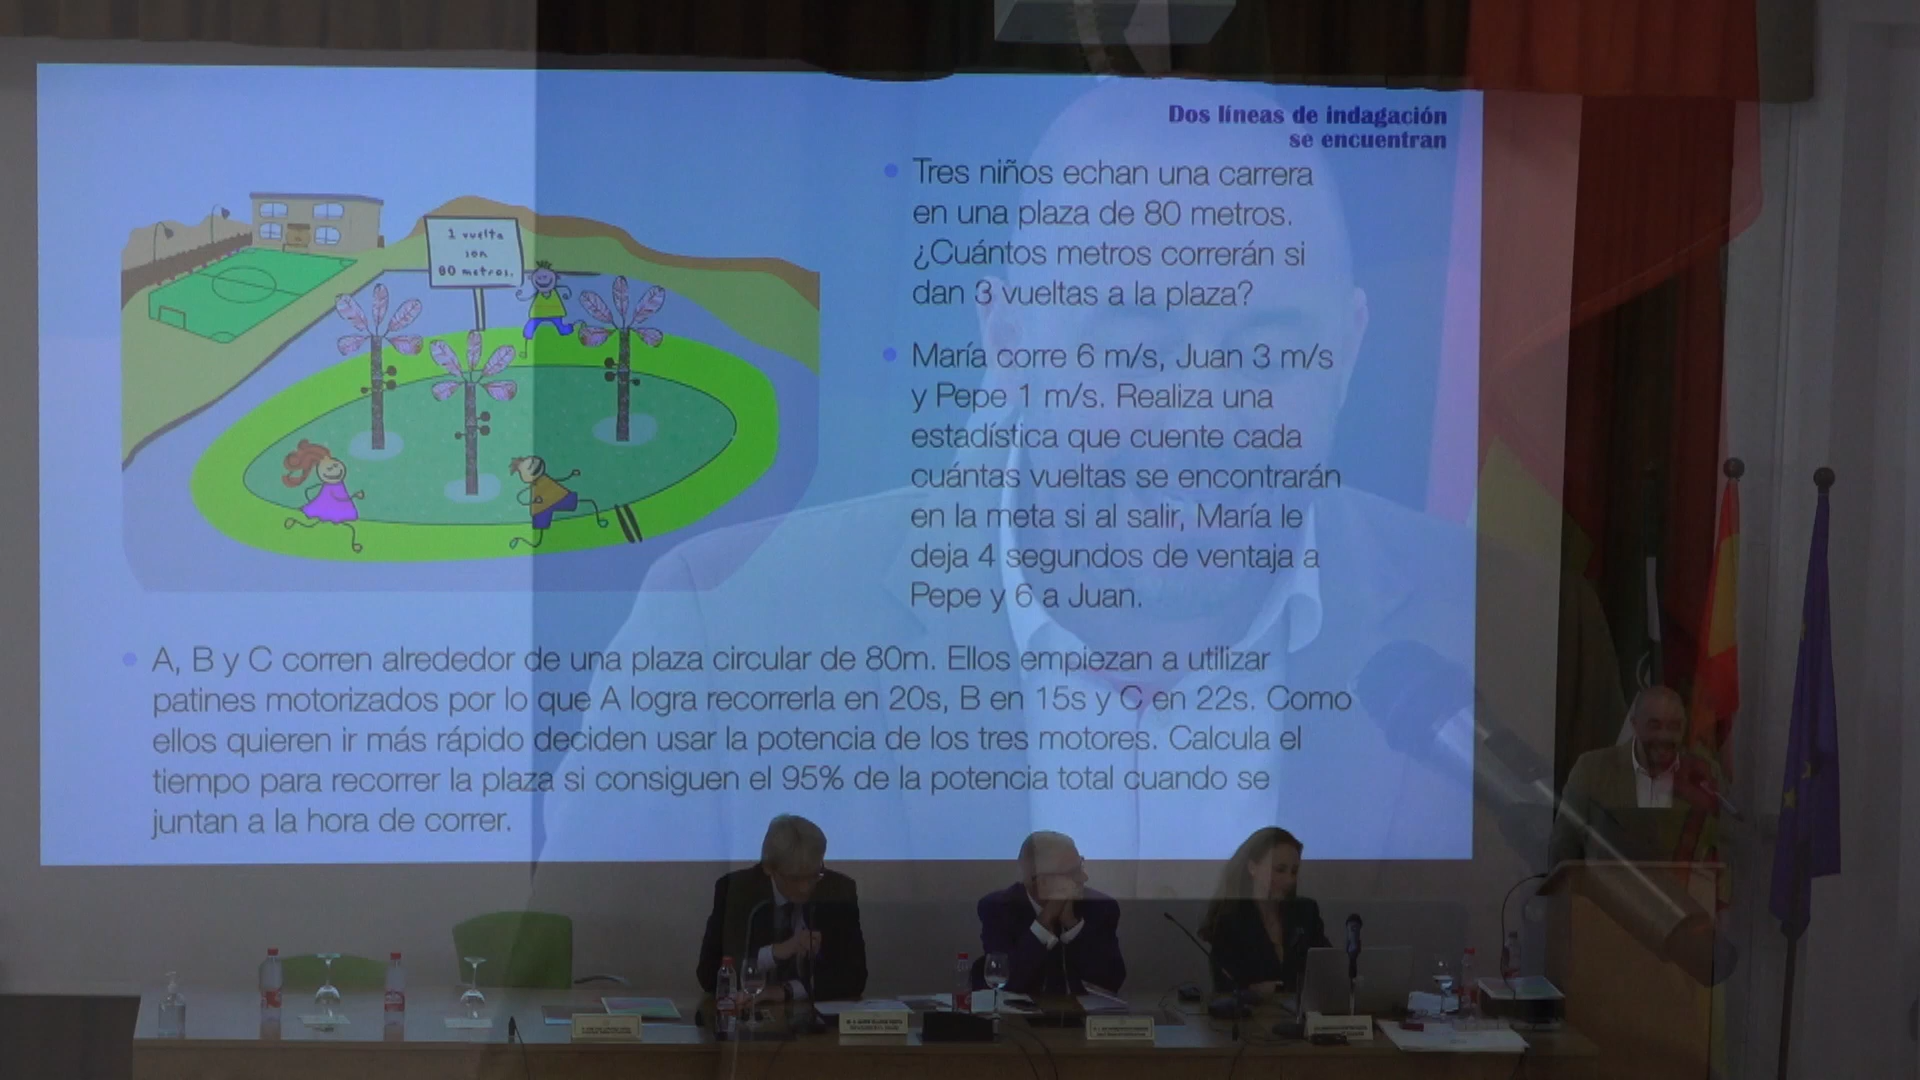 Dos líneas de indagación
se encuentran
1 vuelta
son
80 metros.
• Tres niños echan una carrera
en una plaza de 80 metros.
¿Cuántos metros correrán si
dan 3 vueltas a la plaza?
• María corre 6 m/s, Juan 3 m/s
y Pepe 1 m/s. Realiza una
estadística que cuente cada
cuántas vueltas se encontrarán
en la meta si al salir, María le
deja 4 segundos de ventaja a
Pepe y 6 a Juan.
• A, B y C corren alrededor de una plaza circular de 80m. Ellos empiezan a utilizar
patines motorizados por lo que A logra recorrerla en 20s, B en 15s y C en 22s. Como
ellos quieren ir más rápido deciden usar la potencia de los tres motores. Calcula el
tiempo para recorrer la plaza si consiguen el 95% de la potencia total cuando se
juntan a la hora de correr.